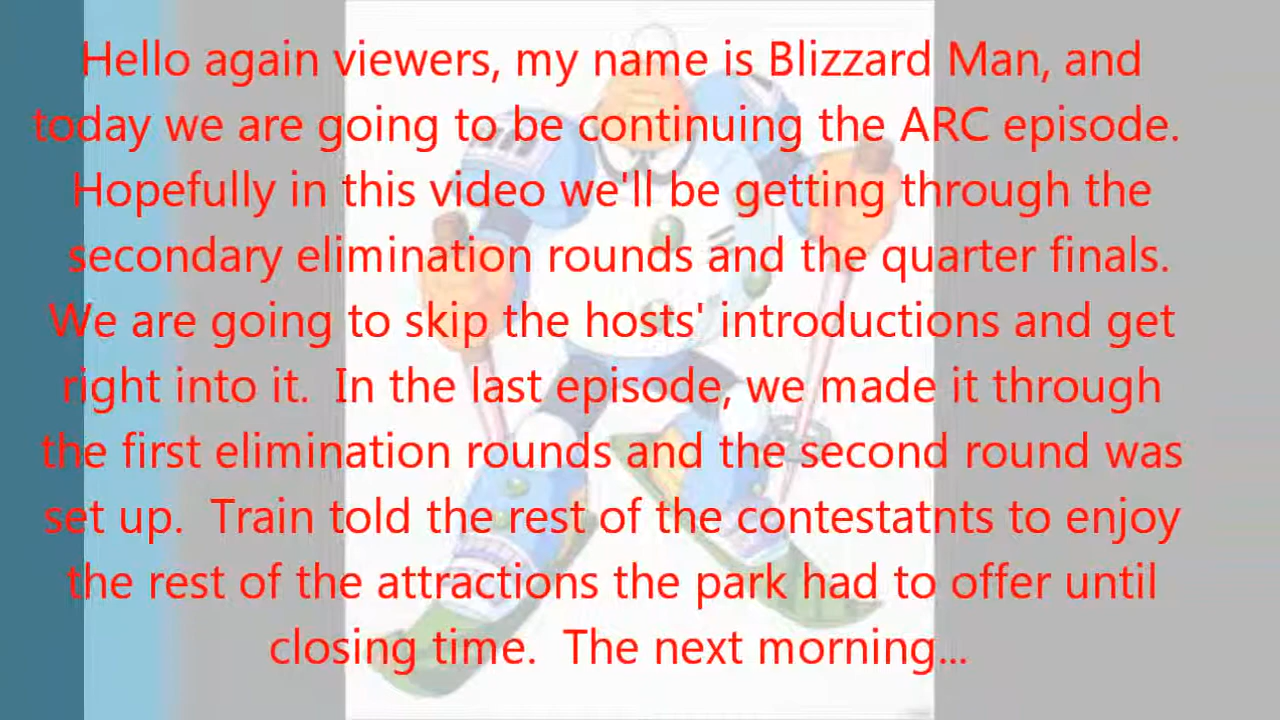 Hello again viewers, my name is Blizzard Man, and
today we are going to be continuing the ARC episode.
Hopefully in this video we'll be getting through the
secondary elimination rounds and the quarter finals.
We are going to skip the hosts' introductions and get
right into it.  In the last episode, we made it through
the first elimination rounds and the second round was
set up.  Train told the rest of the contestatnts to enjoy
the rest of the attractions the park had to offer until
closing time.  The next morning...